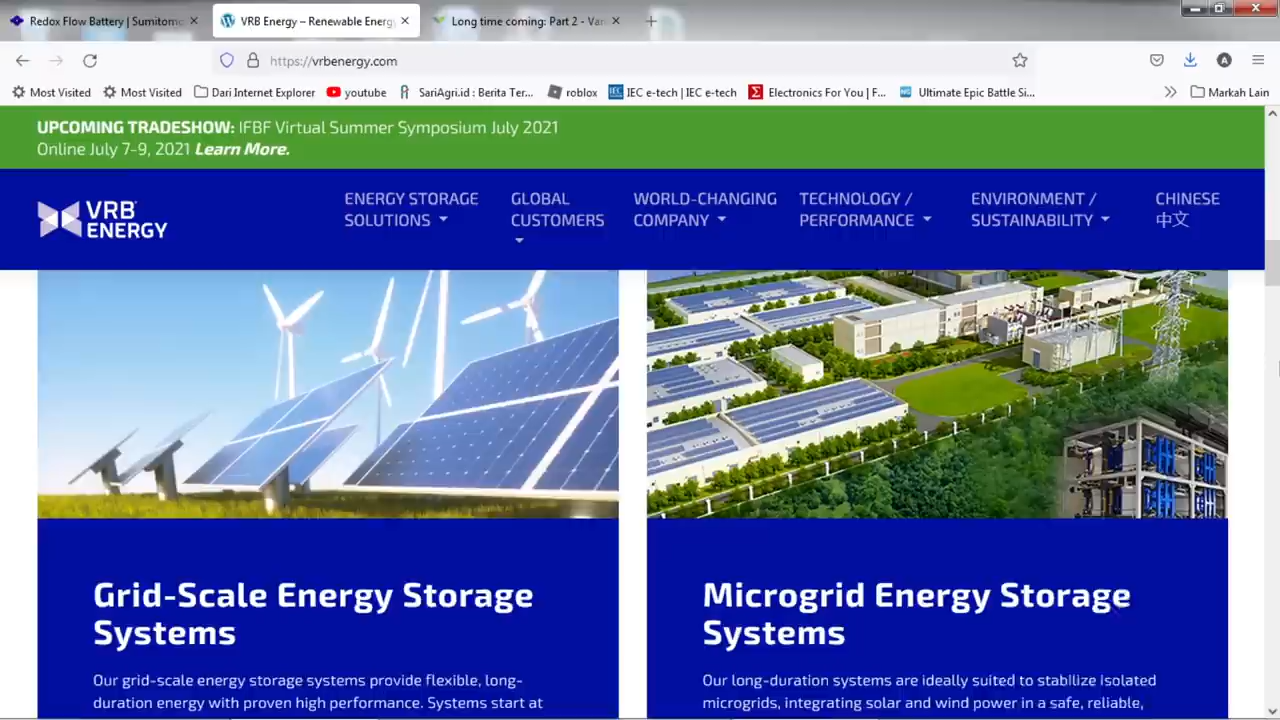 Redox Flow Battery | Sumitom
VRB Energy – Renewable Energ
Long time coming: Part 2 - Va
https://vrbenergy.com
Most Visited
Most Visited
Dari Internet Explorer
youtube
SariAgri.id : Berita Ter...
roblox
IEC e-tech | IEC e-tech
Electronics For You | F...
Ultimate Epic Battle Si...
Markah Lain
UPCOMING TRADESHOW: IFBF Virtual Summer Symposium July 2021
Online July 7-9, 2021 Learn More.
VRB
ENERGY
ENERGY STORAGE
SOLUTIONS
GLOBAL
CUSTOMERS
WORLD-CHANGING
COMPANY
TECHNOLOGY /
PERFORMANCE
ENVIRONMENT /
SUSTAINABILITY
CHINESE
中文
Grid-Scale Energy Storage
Systems
Our grid-scale energy storage systems provide flexible, long-
duration energy with proven high performance. Systems start at
Microgrid Energy Storage
Systems
Our long-duration systems are ideally suited to stabilize isolated
microgrids, integrating solar and wind power in a safe, reliable,